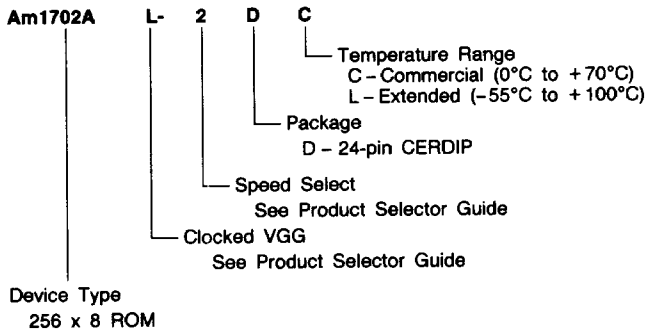 Am1702A L- 2 D C
Temperature Range
C – Commercial (0°C to +70°C)
L – Extended (–55°C to +100°C)
Package
D – 24-pin CERDIP
Speed Select
See Product Selector Guide
Clocked VGG
See Product Selector Guide
Device Type
256 x 8 ROM